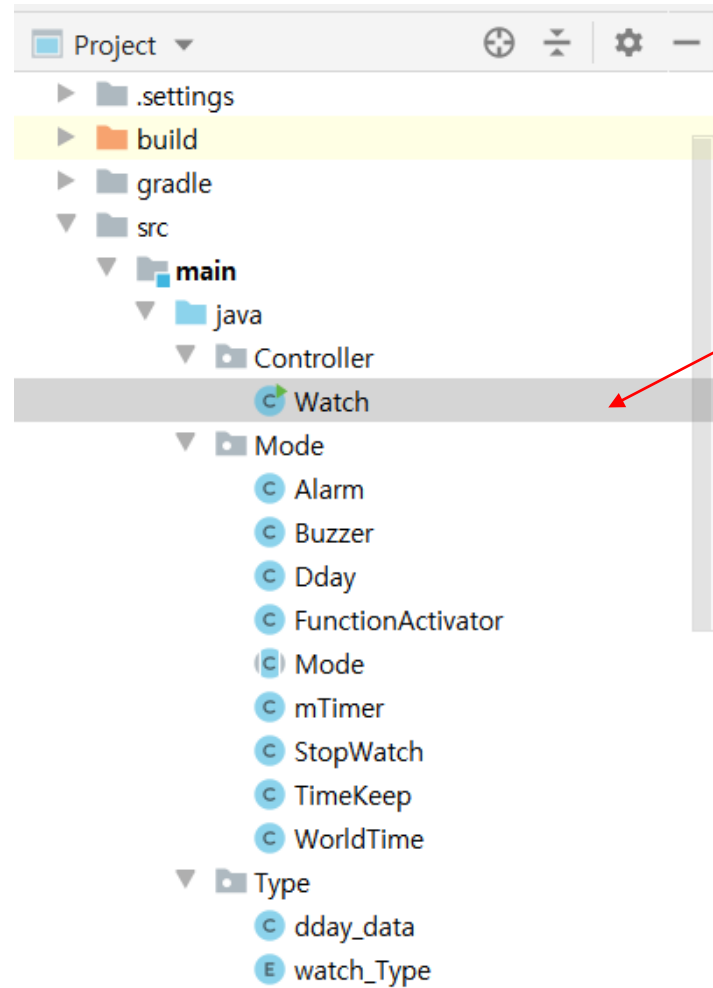 Project
.settings
build
gradle
src
main
java
Controller
C Watch
Mode
C Alarm
C Buzzer
C Dday
C FunctionActivator
C Mode
C mTimer
C StopWatch
C TimeKeep
C WorldTime
Type
C dday_data
E watch_Type